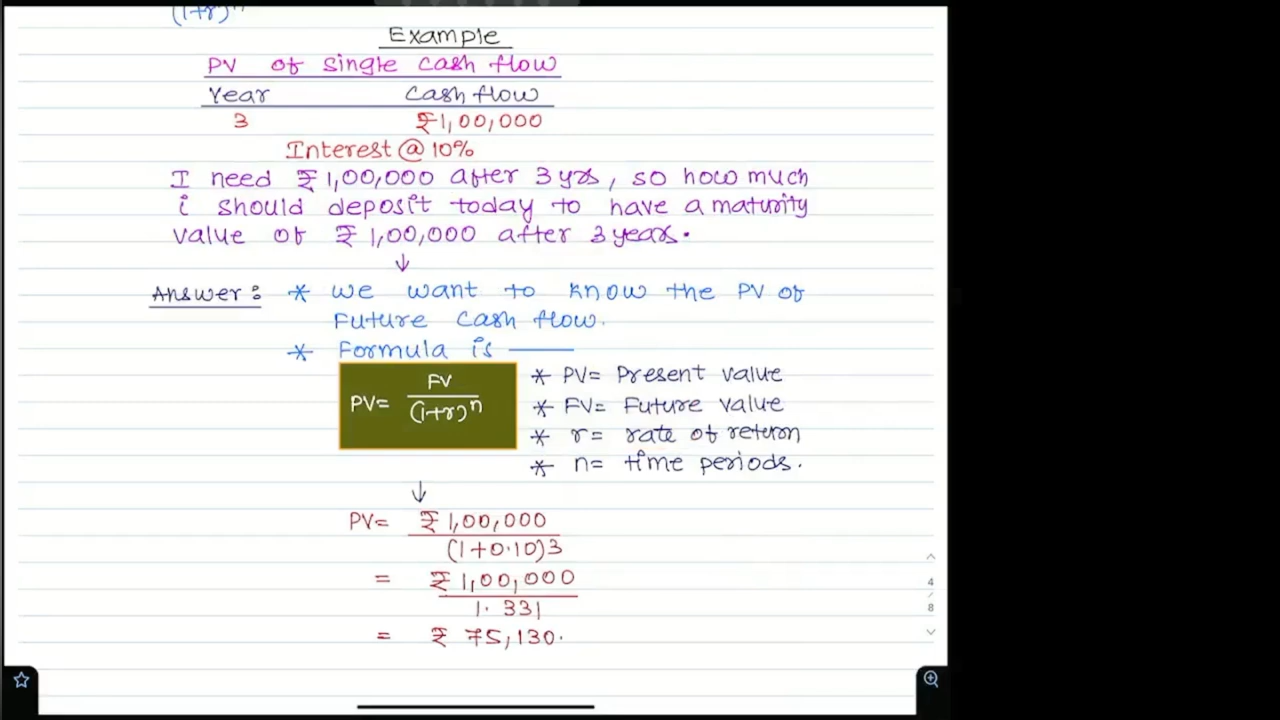 (1+r)^n
Example
PV of single cash flow
Year Cash flow
3 ₹1,00,000
Interest @ 10%
I need ₹1,00,000 after 3 yrs, so how much
i should deposit today to have a maturity
value of ₹1,00,000 after 3 years.
↓
Answer: * We want to know the PV of
Future cash flow.
* Formula is ——
PV= FV/(1+r)^n
* PV= Present value
* FV= Future value
* r= rate of return
* n= time periods.
↓
PV= ₹1,00,000
(1+0.10)3
= ₹1,00,000
1.331
= ₹ 75,130.
4
/
8